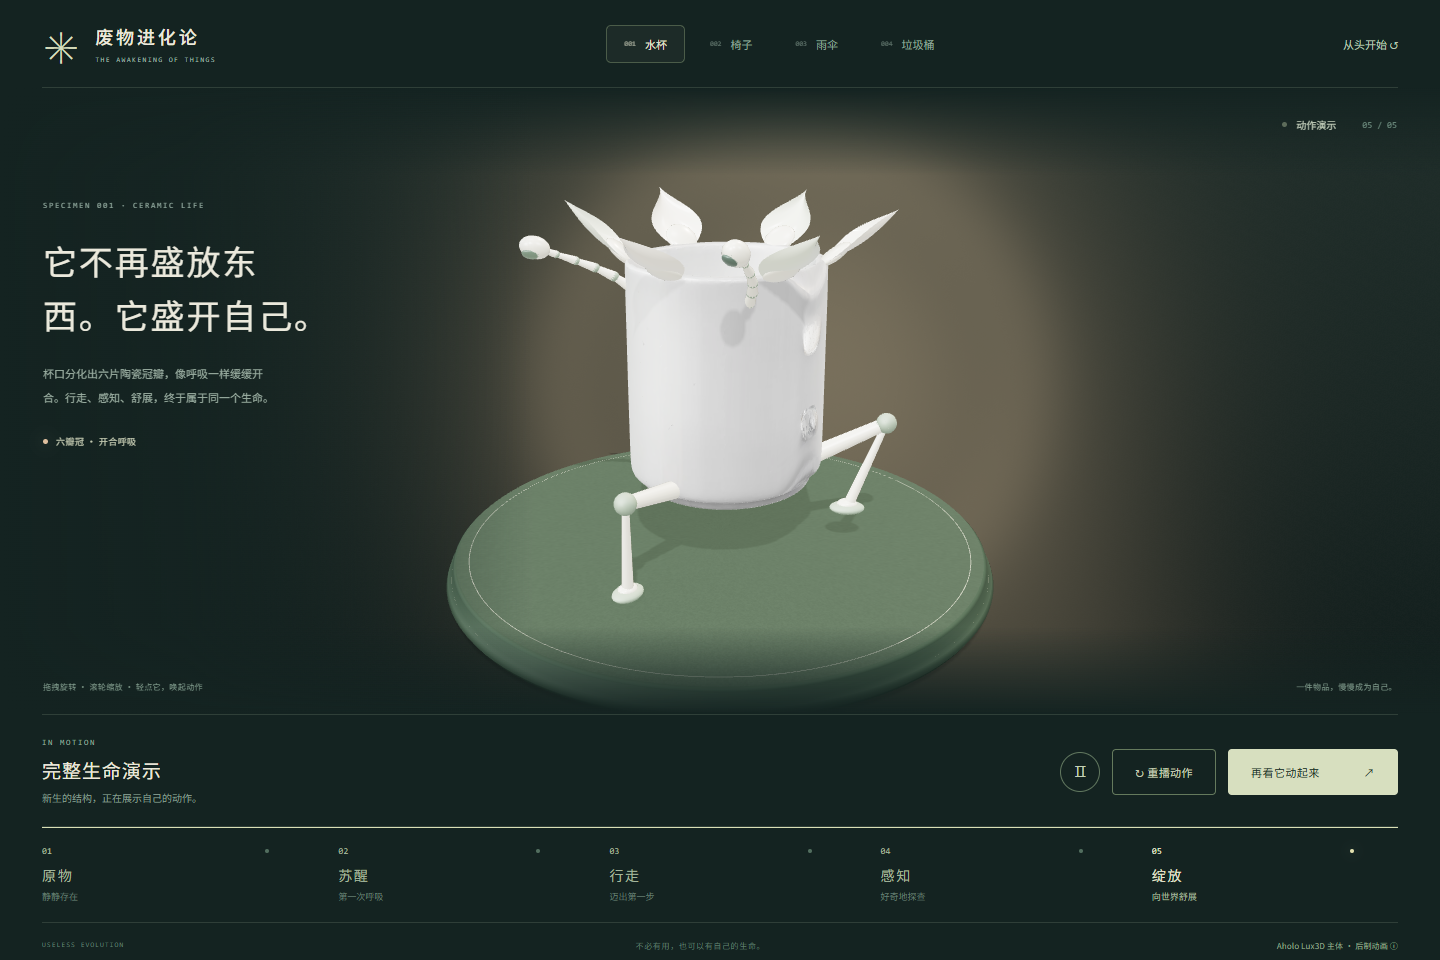 废物进化论
THE AWAKENING OF THINGS
001 水杯
002 椅子
003 雨伞
004 垃圾桶
从头开始 ↺
动作演示 05 / 05
SPECIMEN 001 · CERAMIC LIFE
它不再盛放东
西。它盛开自己。
杯口分化出六片陶瓷冠瓣，像呼吸一样缓缓开
合。行走、感知、舒展，终于属于同一个生命。
六瓣冠 · 开合呼吸
拖拽旋转 · 滚轮缩放 · 轻点它，唤起动作
一件物品，慢慢成为自己。
IN MOTION
完整生命演示
新生的结构，正在展示自己的动作。
↻ 重播动作
再看它动起来 ↗
01
原物
静静存在
02
苏醒
第一次呼吸
03
行走
迈出第一步
04
感知
好奇地探查
05
绽放
向世界舒展
USELESS EVOLUTION
不必有用，也可以有自己的生命。
Aholo Lux3D 主体 · 后制动画 ⓘ